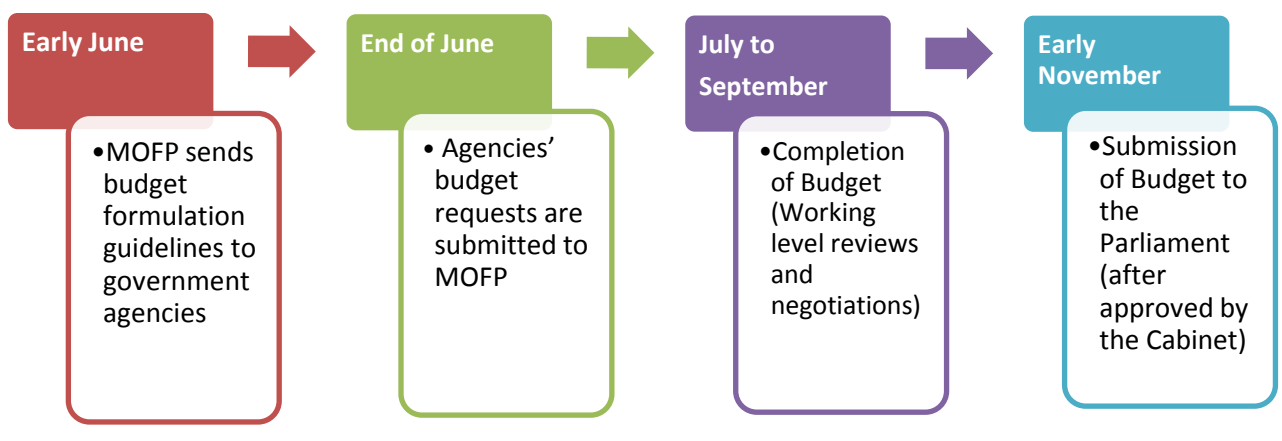 Early June
•MOFP sends
budget
formulation
guidelines to
government
agencies
End of June
• Agencies’
budget
requests are
submitted to
MOFP
July to
September
•Completion
of Budget
(Working
level reviews
and
negotiations)
Early
November
•Submission
of Budget to
the
Parliament
(after
approved by
the Cabinet)